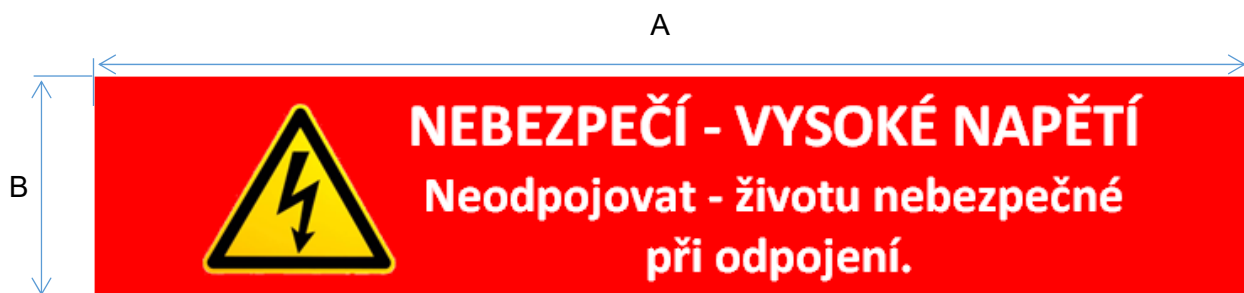 A
B
NEBEZPEČÍ - VYSOKÉ NAPĚTÍ
Neodpojovat - životu nebezpečné
při odpojení.